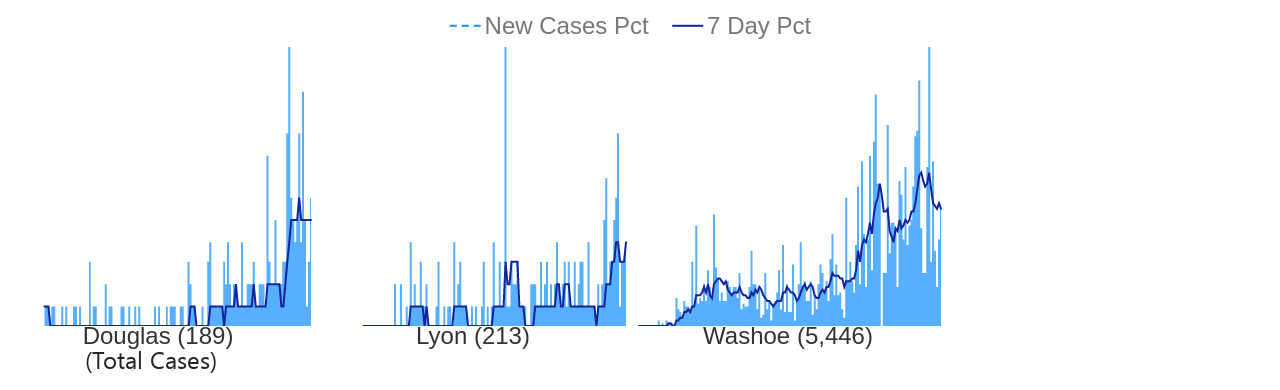 New Cases Pct 7 Day Pct
Douglas (189) Lyon (213) Washoe (5,446)
(Total Cases)